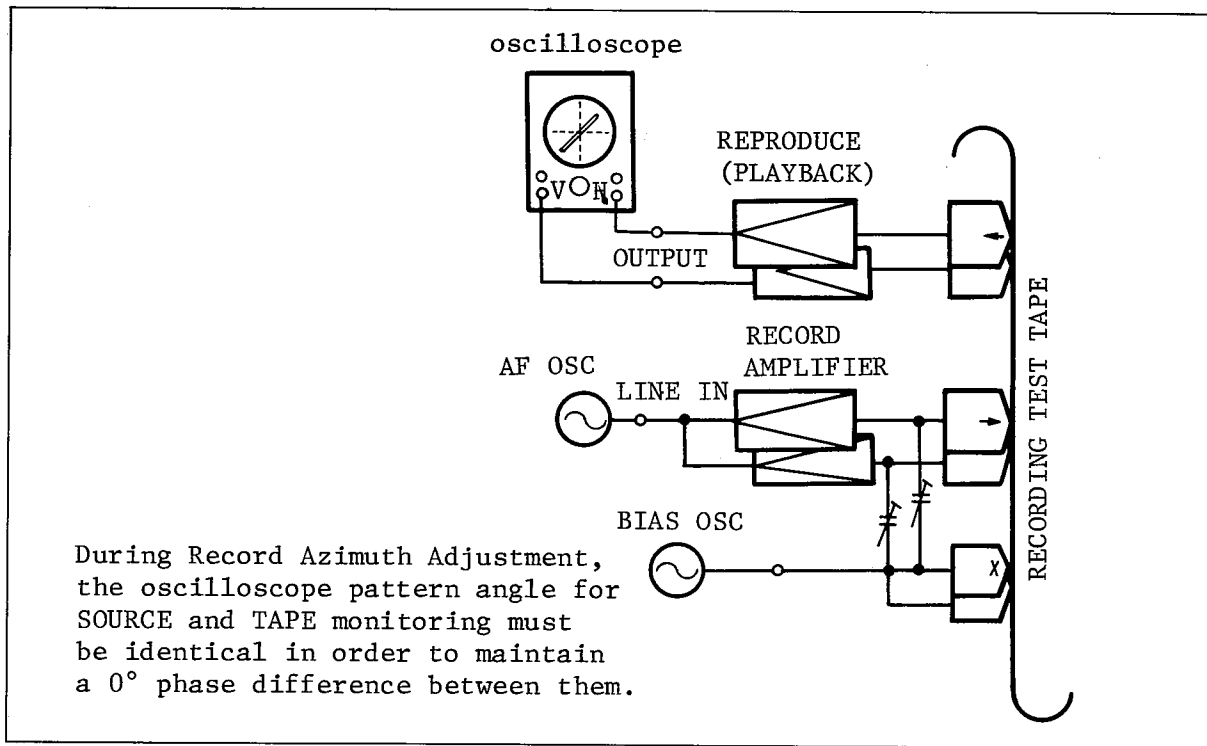 oscilloscope
V H
REPRODUCE
(PLAYBACK)
OUTPUT
RECORD
AMPLIFIER
AF OSC
LINE IN
BIAS OSC
X
RECORDING TEST TAPE
During Record Azimuth Adjustment,
the oscilloscope pattern angle for
SOURCE and TAPE monitoring must
be identical in order to maintain
a 0° phase difference between them.